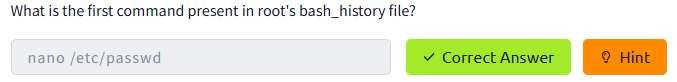 What is the first command present in root's bash_history file?
nano /etc/passwd
Correct Answer
Hint